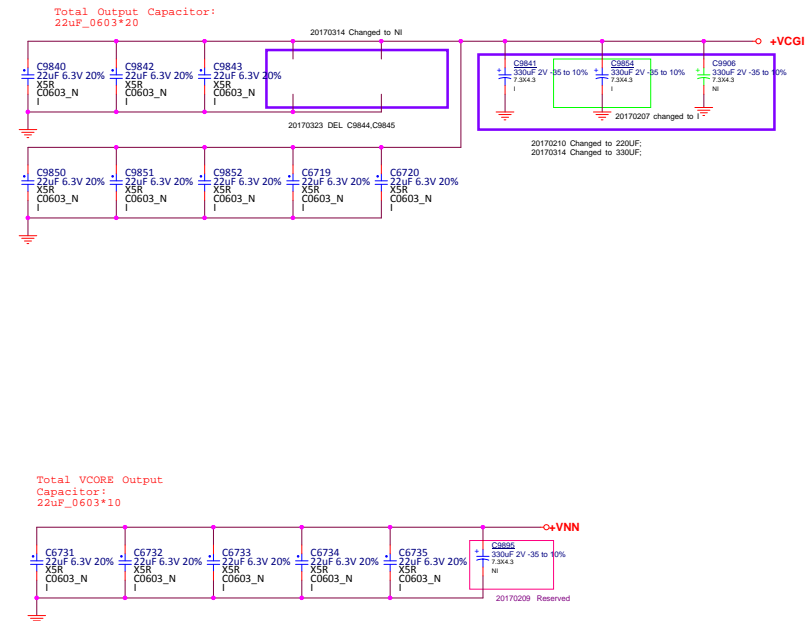 Total Output Capacitor:
22uF_0603*20
20170314 Changed to NI
+VCGI
C9840
22uF 6.3V 20%
X5R
C0603_N
I
C9842
22uF 6.3V 20%
X5R
C0603_N
I
C9843
22uF 6.3V 20%
X5R
C0603_N
I
20170323 DEL C9844,C9845
C9841
330uF 2V -35 to 10%
7.3X4.3
I
C9854
330uF 2V -35 to 10%
7.3X4.3
I
C9906
330uF 2V -35 to 10%
7.3X4.3
NI
20170207 changed to I
20170210 Changed to 220UF;
20170314 Changed to 330UF;
C9850
22uF 6.3V 20%
X5R
C0603_N
I
C9851
22uF 6.3V 20%
X5R
C0603_N
I
C9852
22uF 6.3V 20%
X5R
C0603_N
I
C6719
22uF 6.3V 20%
X5R
C0603_N
I
C6720
22uF 6.3V 20%
X5R
C0603_N
I
Total VCORE Output
Capacitor:
22uF_0603*10
+VNN
C6731
22uF 6.3V 20%
X5R
C0603_N
I
C6732
22uF 6.3V 20%
X5R
C0603_N
I
C6733
22uF 6.3V 20%
X5R
C0603_N
I
C6734
22uF 6.3V 20%
X5R
C0603_N
I
C6735
22uF 6.3V 20%
X5R
C0603_N
I
C9895
330uF 2V -35 to 10%
7.3X4.3
NI
20170209 Reserved